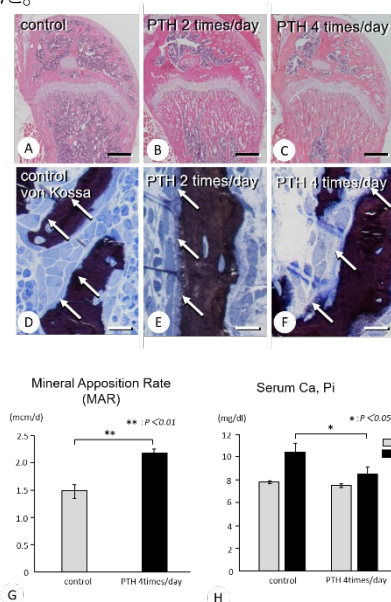 た。
control
PTH 2 times/day
PTH 4 times/day
A
B
C
control
von Kossa
PTH 2 times/day
PTH 4 times/day
D
E
F
Mineral Apposition Rate
(MAR)
(mcm/d)
** : P＜0.01
**
2.5
2.0
1.5
1.0
0.5
0
control
PTH 4times/day
G
Serum Ca, Pi
(mg/dl)
* : P＜0.05
*
12
10
8
6
4
2
0
control
PTH 4times/day
H